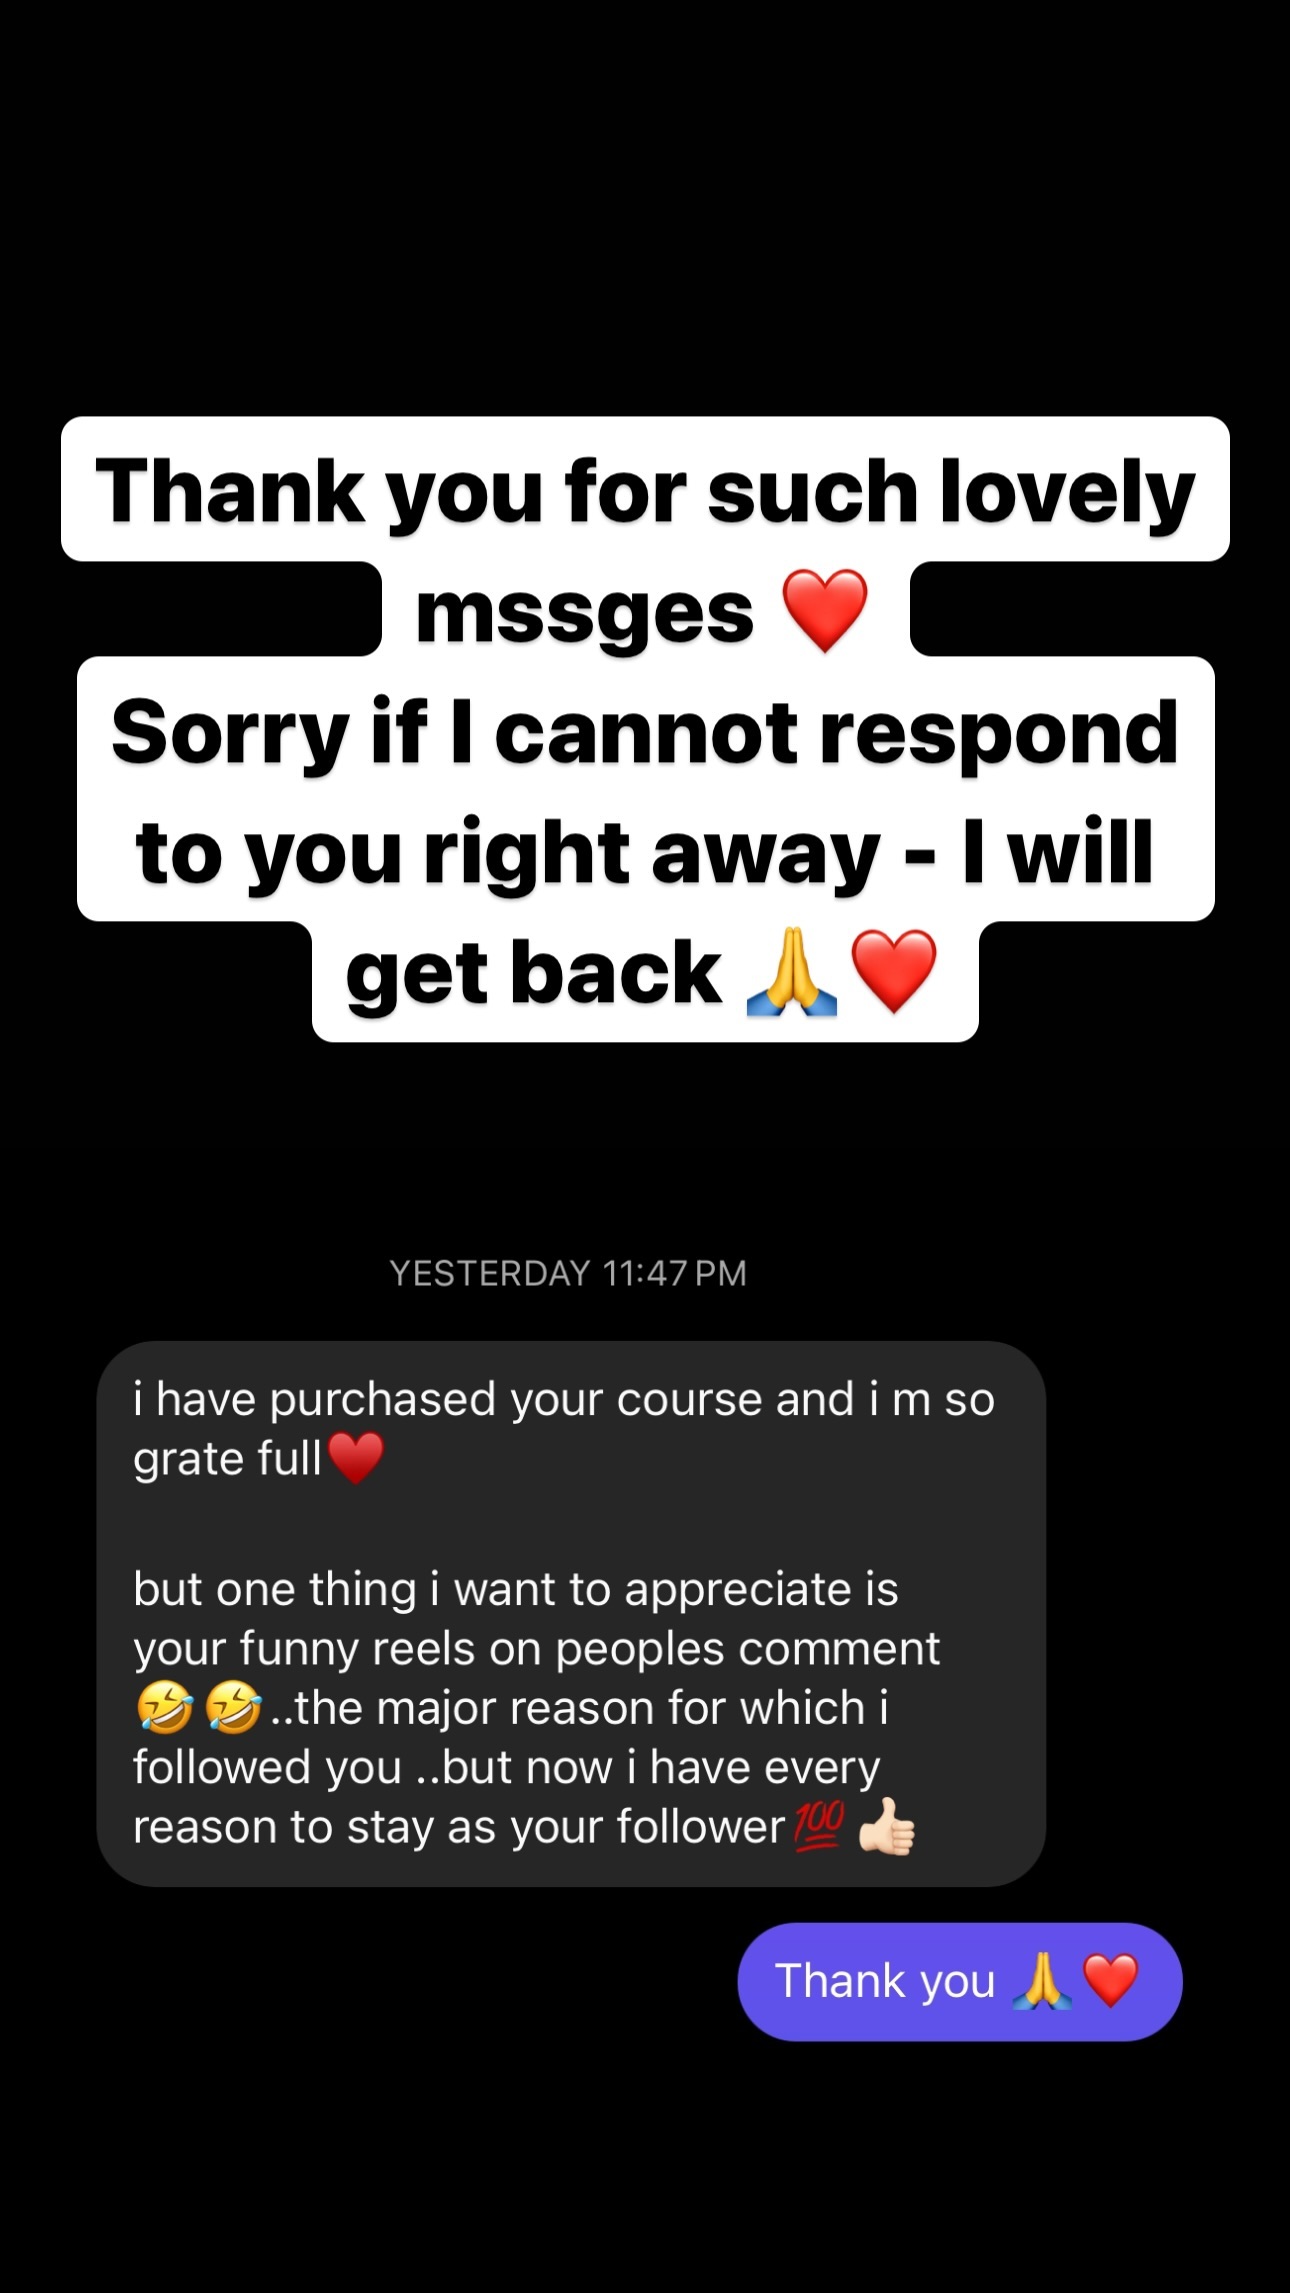 Thank you for such lovely
mssges ❤️
Sorry if I cannot respond
to you right away - I will
get back 🙏❤️
YESTERDAY 11:47 PM
i have purchased your course and i m so
grate full♥️
but one thing i want to appreciate is
your funny reels on peoples comment
🤣🤣..the major reason for which i
followed you ..but now i have every
reason to stay as your follower💯👍🏻
Thank you 🙏❤️